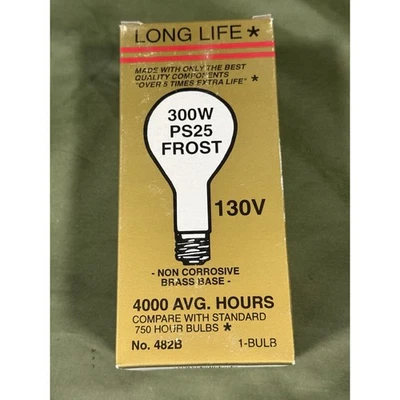 LONG LIFE *
MADE WITH ONLY THE BEST
QUALITY COMPONENTS
"OVER 5 TIMES EXTRA LIFE" *
300W
PS25
FROST
130V
- NON CORROSIVE
BRASS BASE -
4000 AVG. HOURS
COMPARE WITH STANDARD
750 HOUR BULBS *
No. 482B 1-BULB